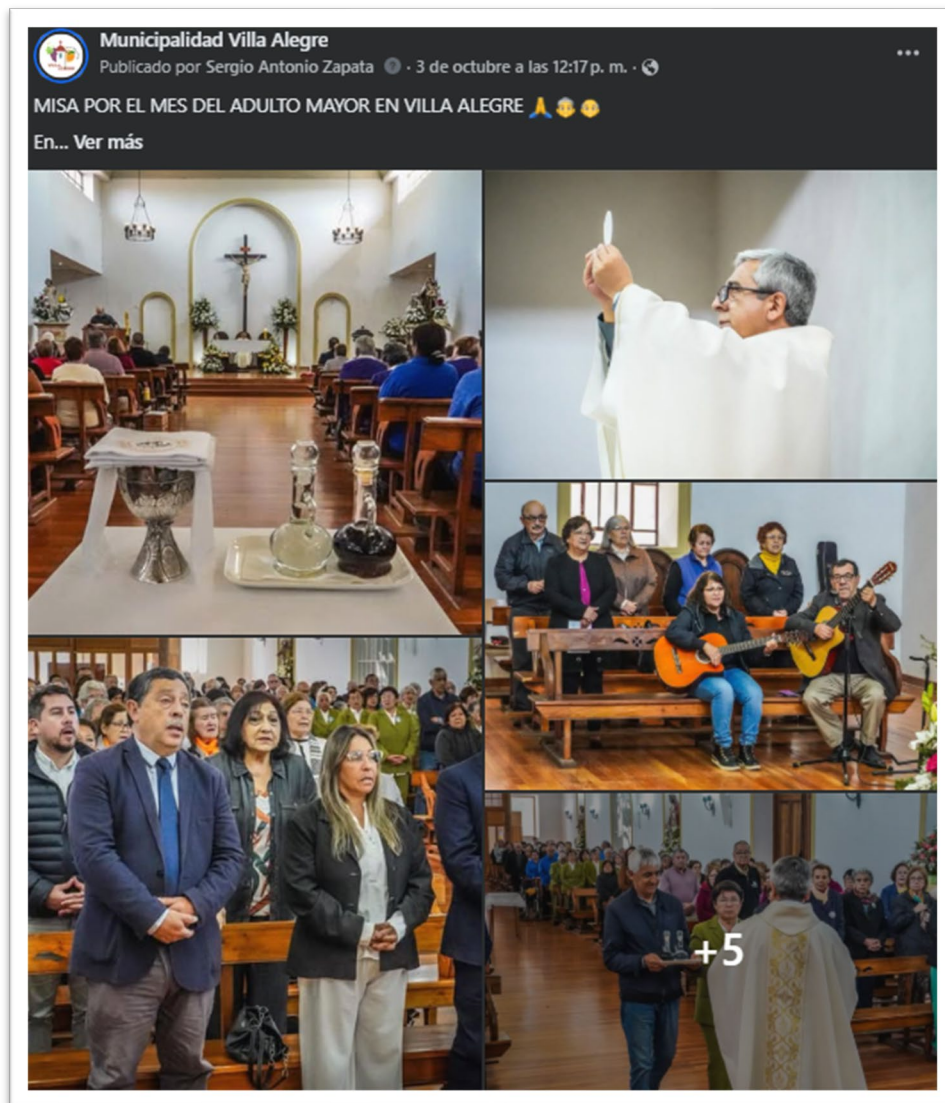 Municipalidad Villa Alegre
Publicado por Sergio Antonio Zapata · 3 de octubre a las 12:17 p. m. ·
MISA POR EL MES DEL ADULTO MAYOR EN VILLA ALEGRE 🙏👵👴
En... Ver más
+5